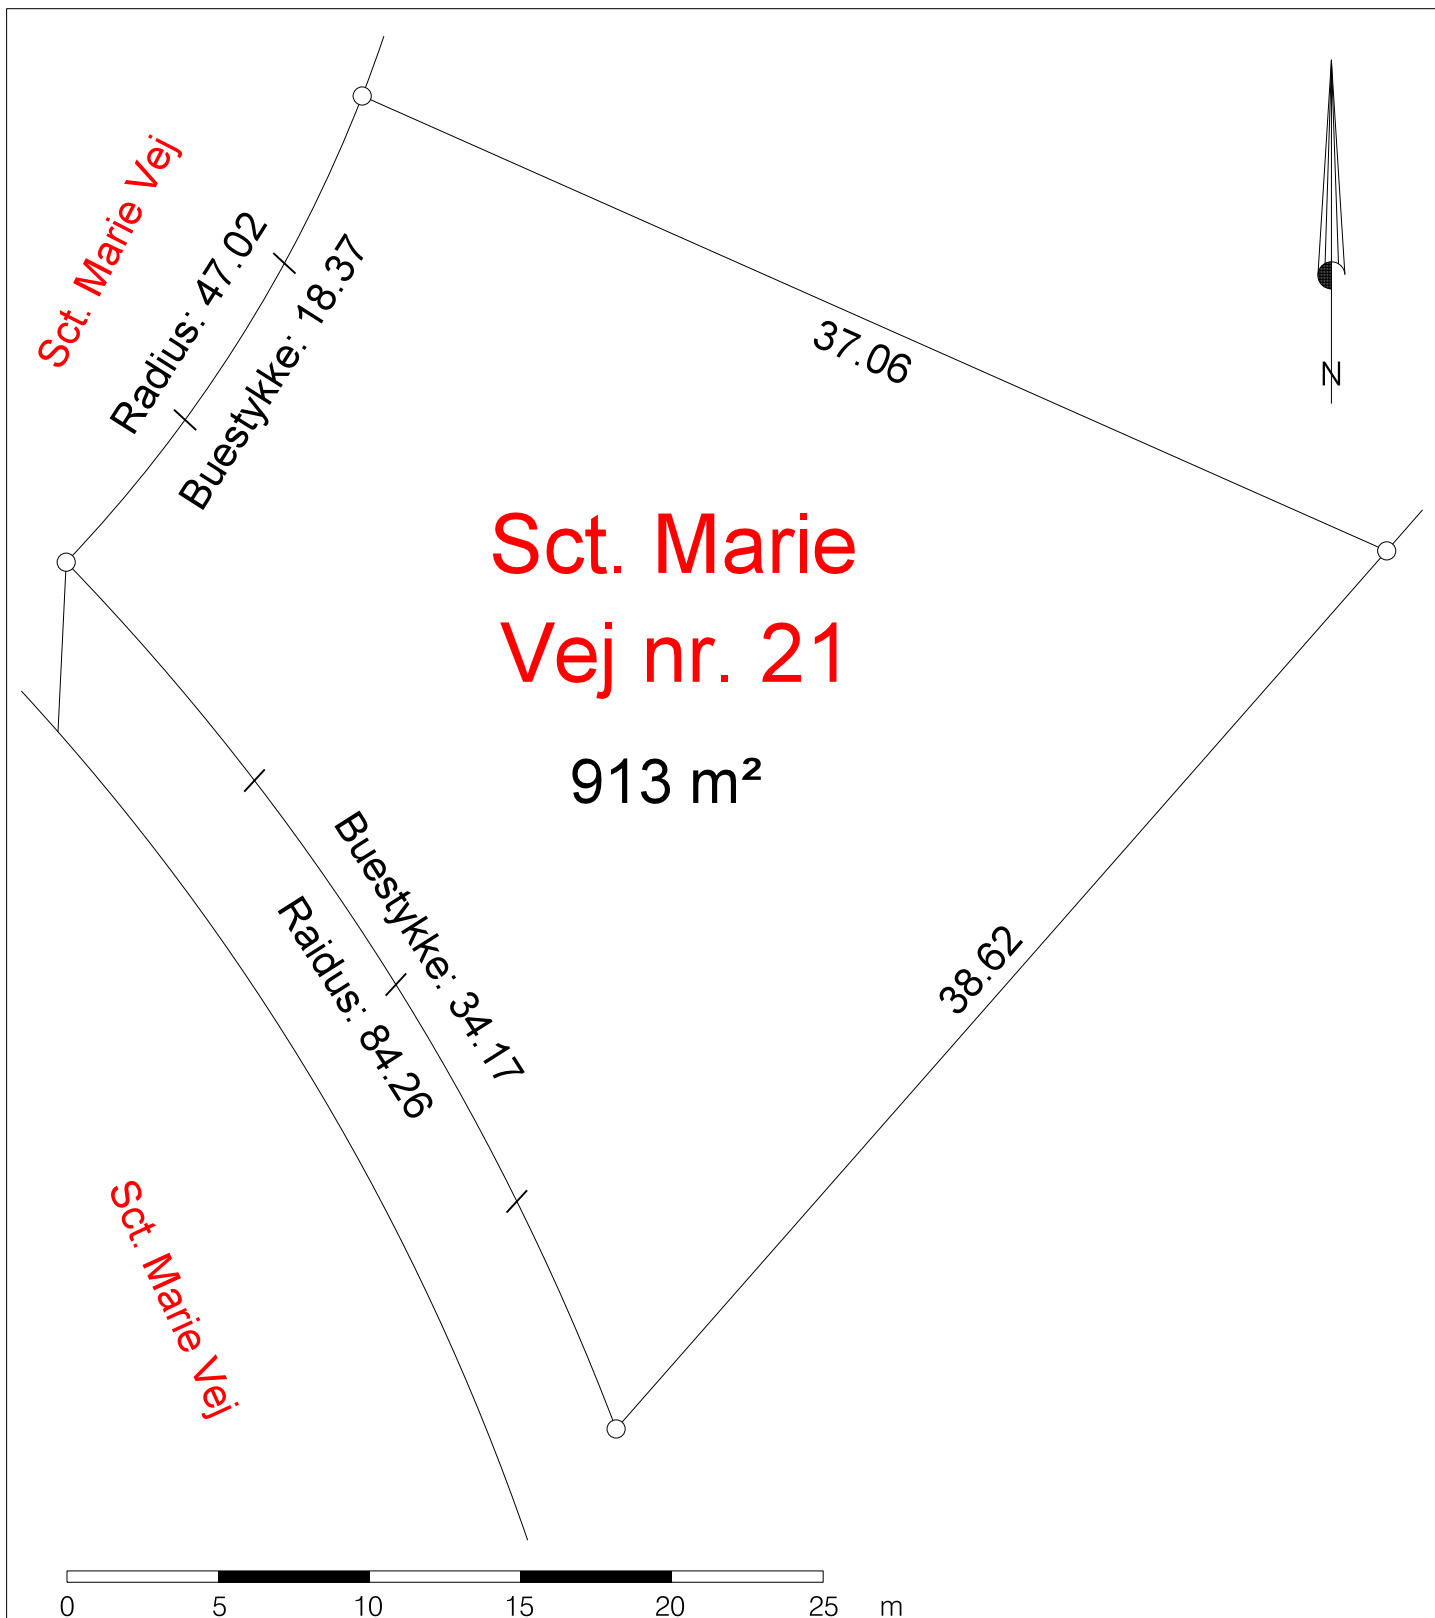 Sct. Marie Vej
Radius: 47.02
Buestykke: 18.37
37.06
N
Sct. Marie
Vej nr. 21
913 m²
Buestykke: 34.17
Raidus: 84.26
38.62
Sct. Marie Vej
0 5 10 15 20 25 m